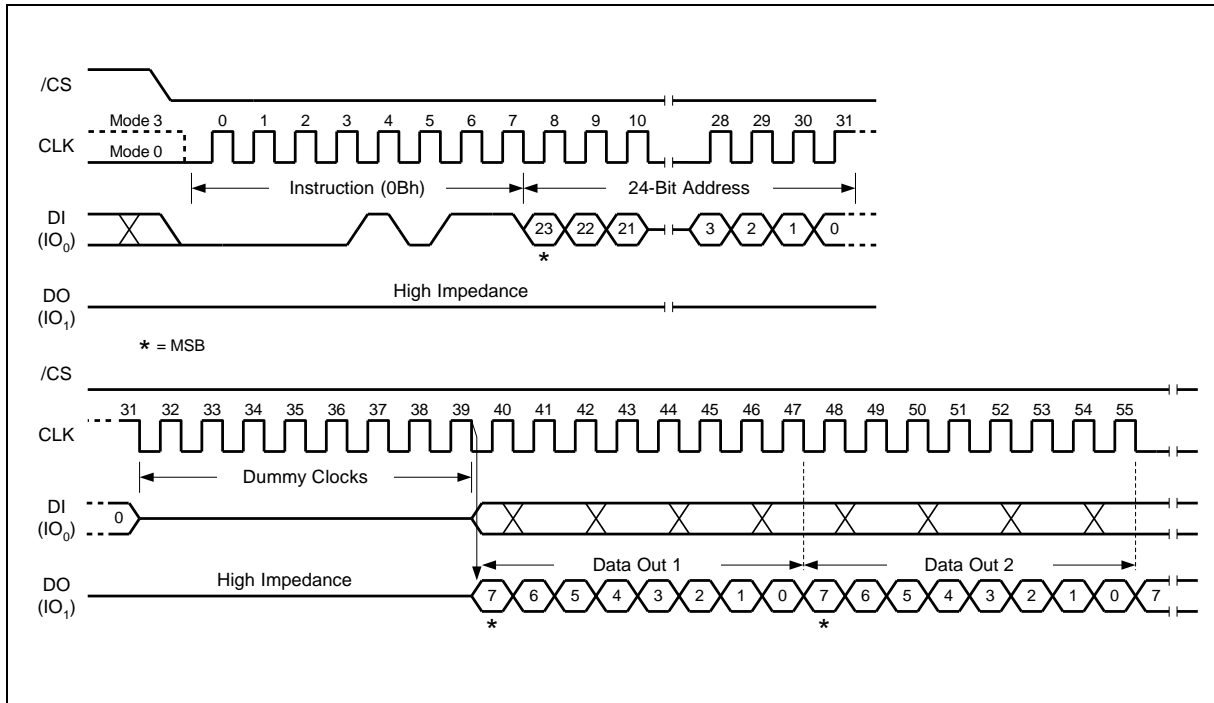 /CS
Mode 3
0 1 2 3 4 5 6 7 8 9 10 28 29 30 31
CLK
Mode 0
Instruction (0Bh) 24-Bit Address
DI
(IO0)
23 22 21 3 2 1 0
*
High Impedance
DO
(IO1)
* = MSB
/CS
31 32 33 34 35 36 37 38 39 40 41 42 43 44 45 46 47 48 49 50 51 52 53 54 55
CLK
Dummy Clocks
DI
(IO0)
0
Data Out 1 Data Out 2
High Impedance
DO
(IO1)
7 6 5 4 3 2 1 0 7 6 5 4 3 2 1 0 7
* *